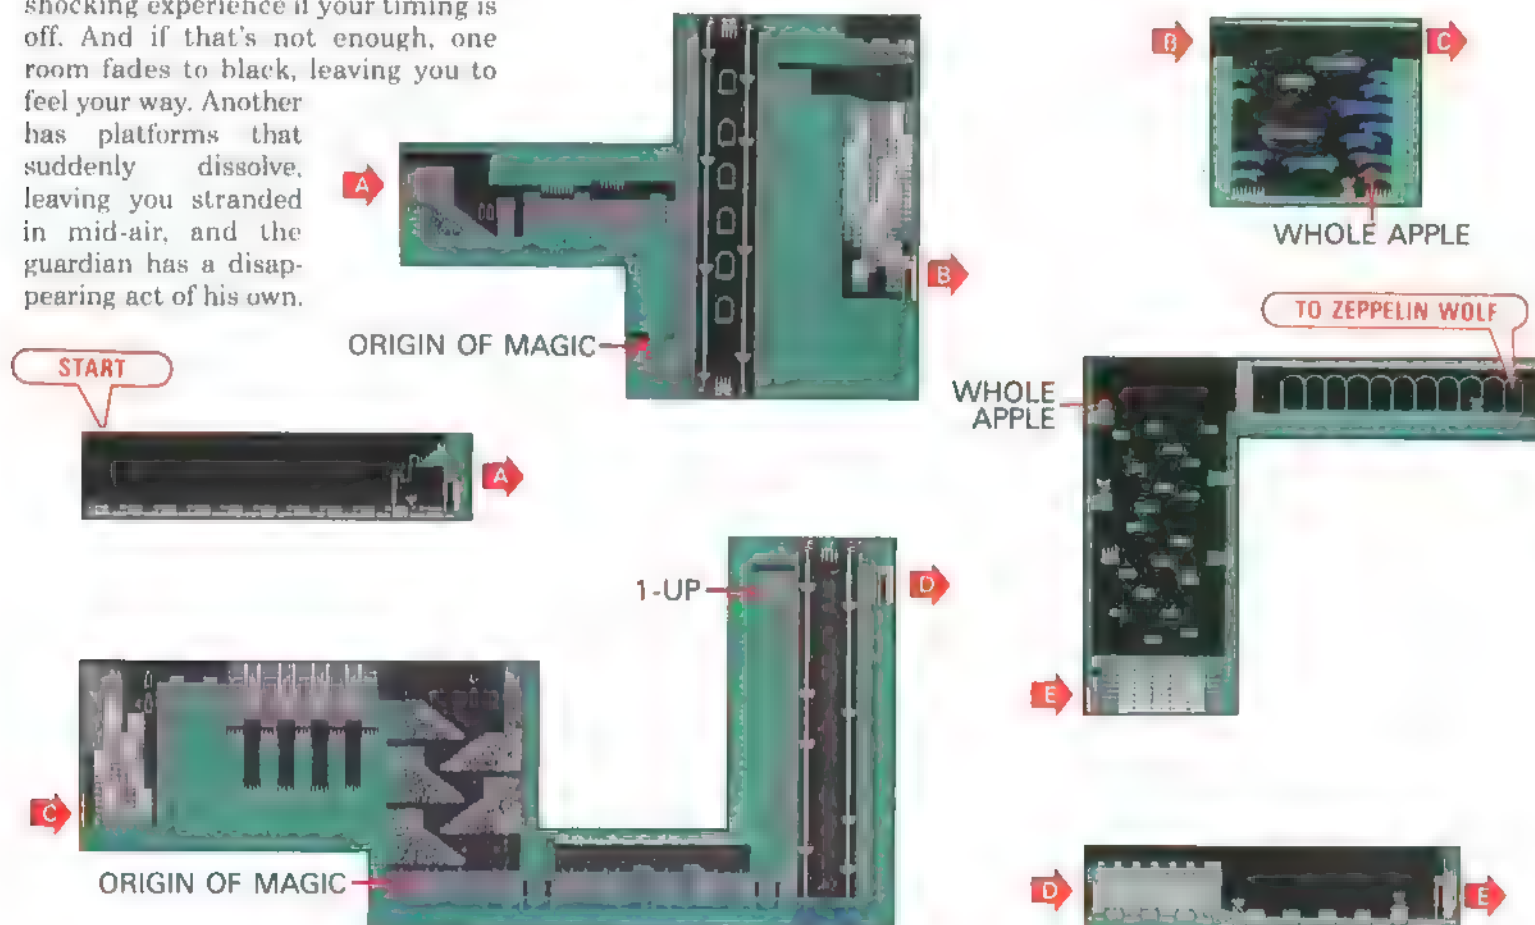 shocking experience if your timing is
off. And if that's not enough, one
room fades to black, leaving you to
feel your way. Another
has platforms that
suddenly dissolve,
leaving you stranded
in mid-air, and the
guardian has a disap-
pearing act of his own.
A
ORIGIN OF MAGIC
B
B
C
WHOLE APPLE
TO ZEPPELIN WOLF
START
A
WHOLE
APPLE
1-UP
D
E
C
ORIGIN OF MAGIC
D
E